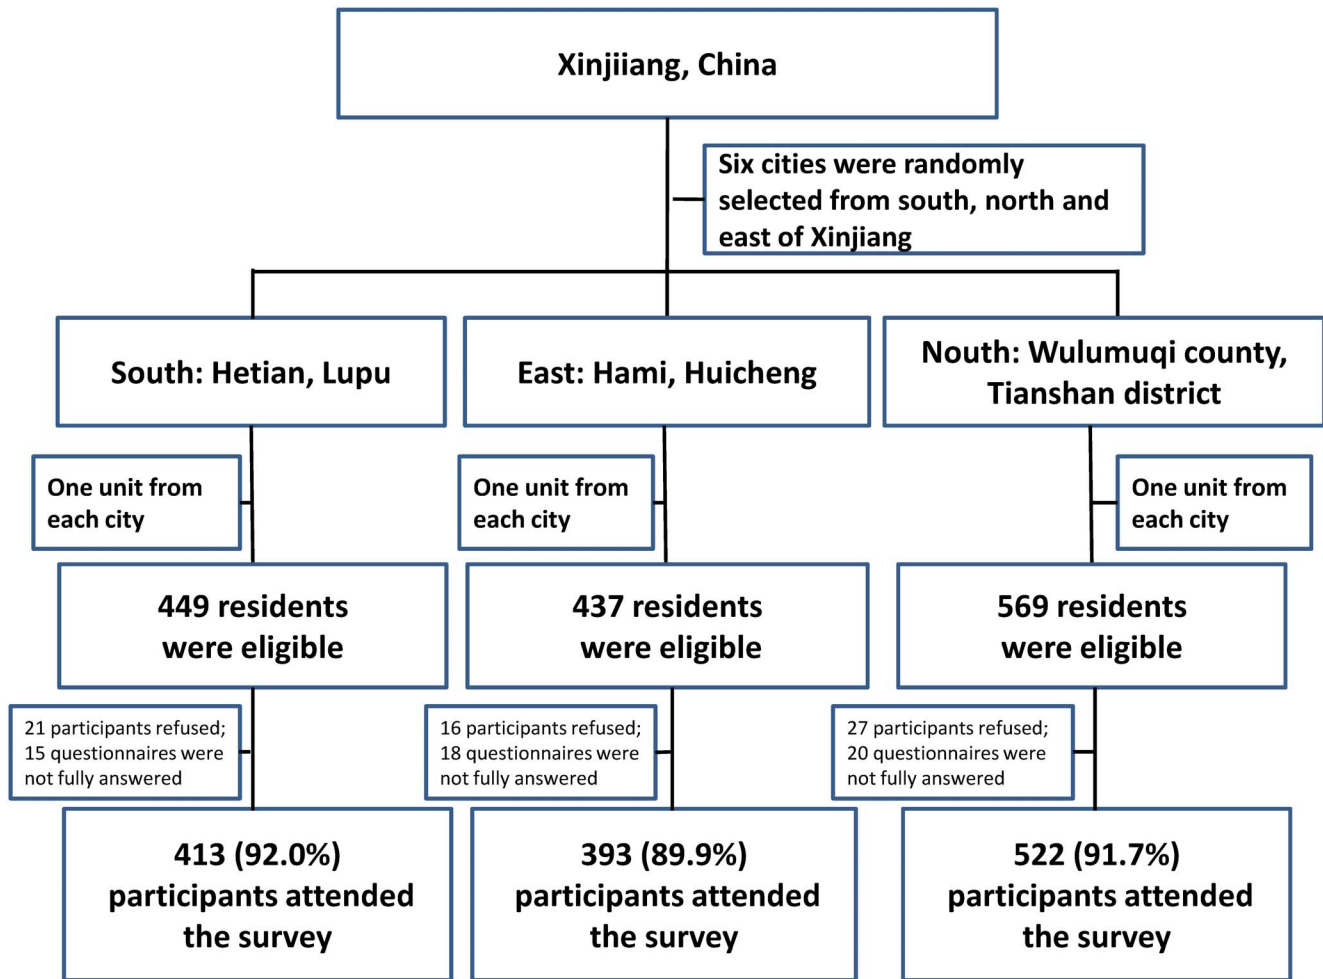 Xinjiiang, China
Six cities were randomly
selected from south, north and
east of Xinjiang
South: Hetian, Lupu
East: Hami, Huicheng
Nouth: Wulumuqi county,
Tianshan district
One unit from
each city
One unit from
each city
One unit from
each city
449 residents
were eligible
437 residents
were eligible
569 residents
were eligible
21 participants refused;
15 questionnaires were
not fully answered
16 participants refused;
18 questionnaires were
not fully answered
27 participants refused;
20 questionnaires were
not fully answered
413 (92.0%)
participants attended
the survey
393 (89.9%)
participants attended
the survey
522 (91.7%)
participants attended
the survey